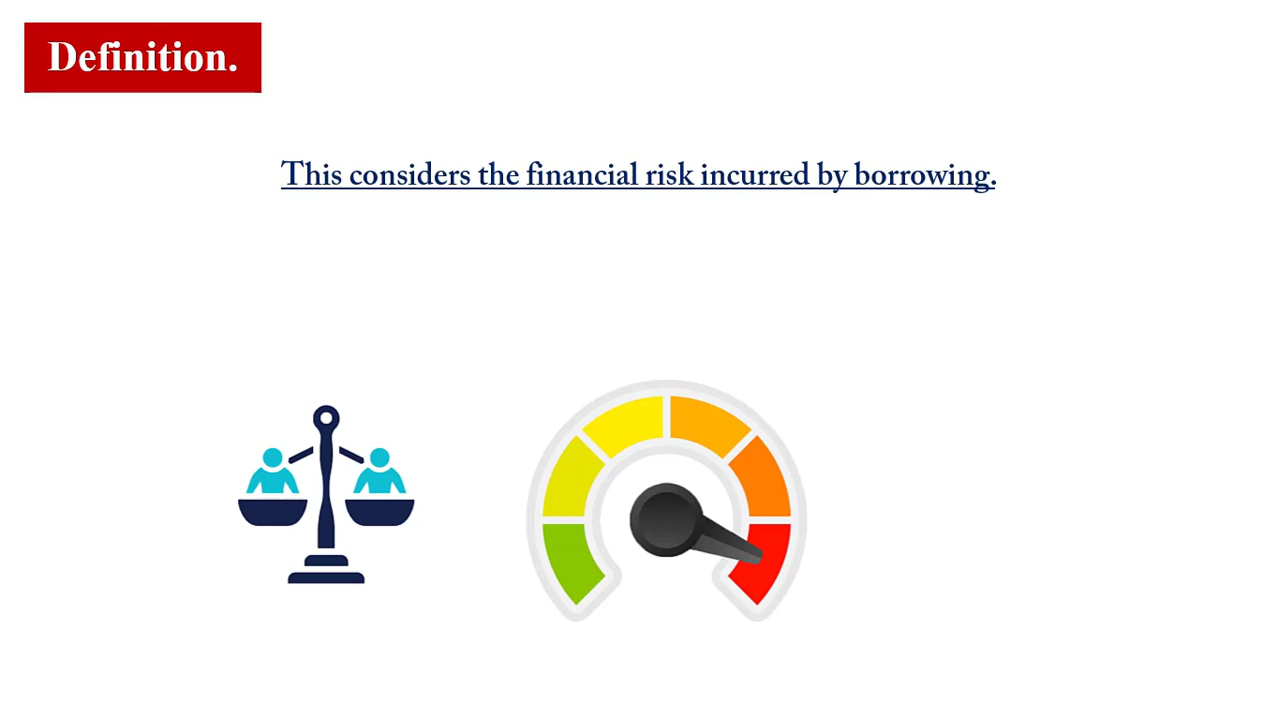 Definition.
This considers the financial risk incurred by borrowing.